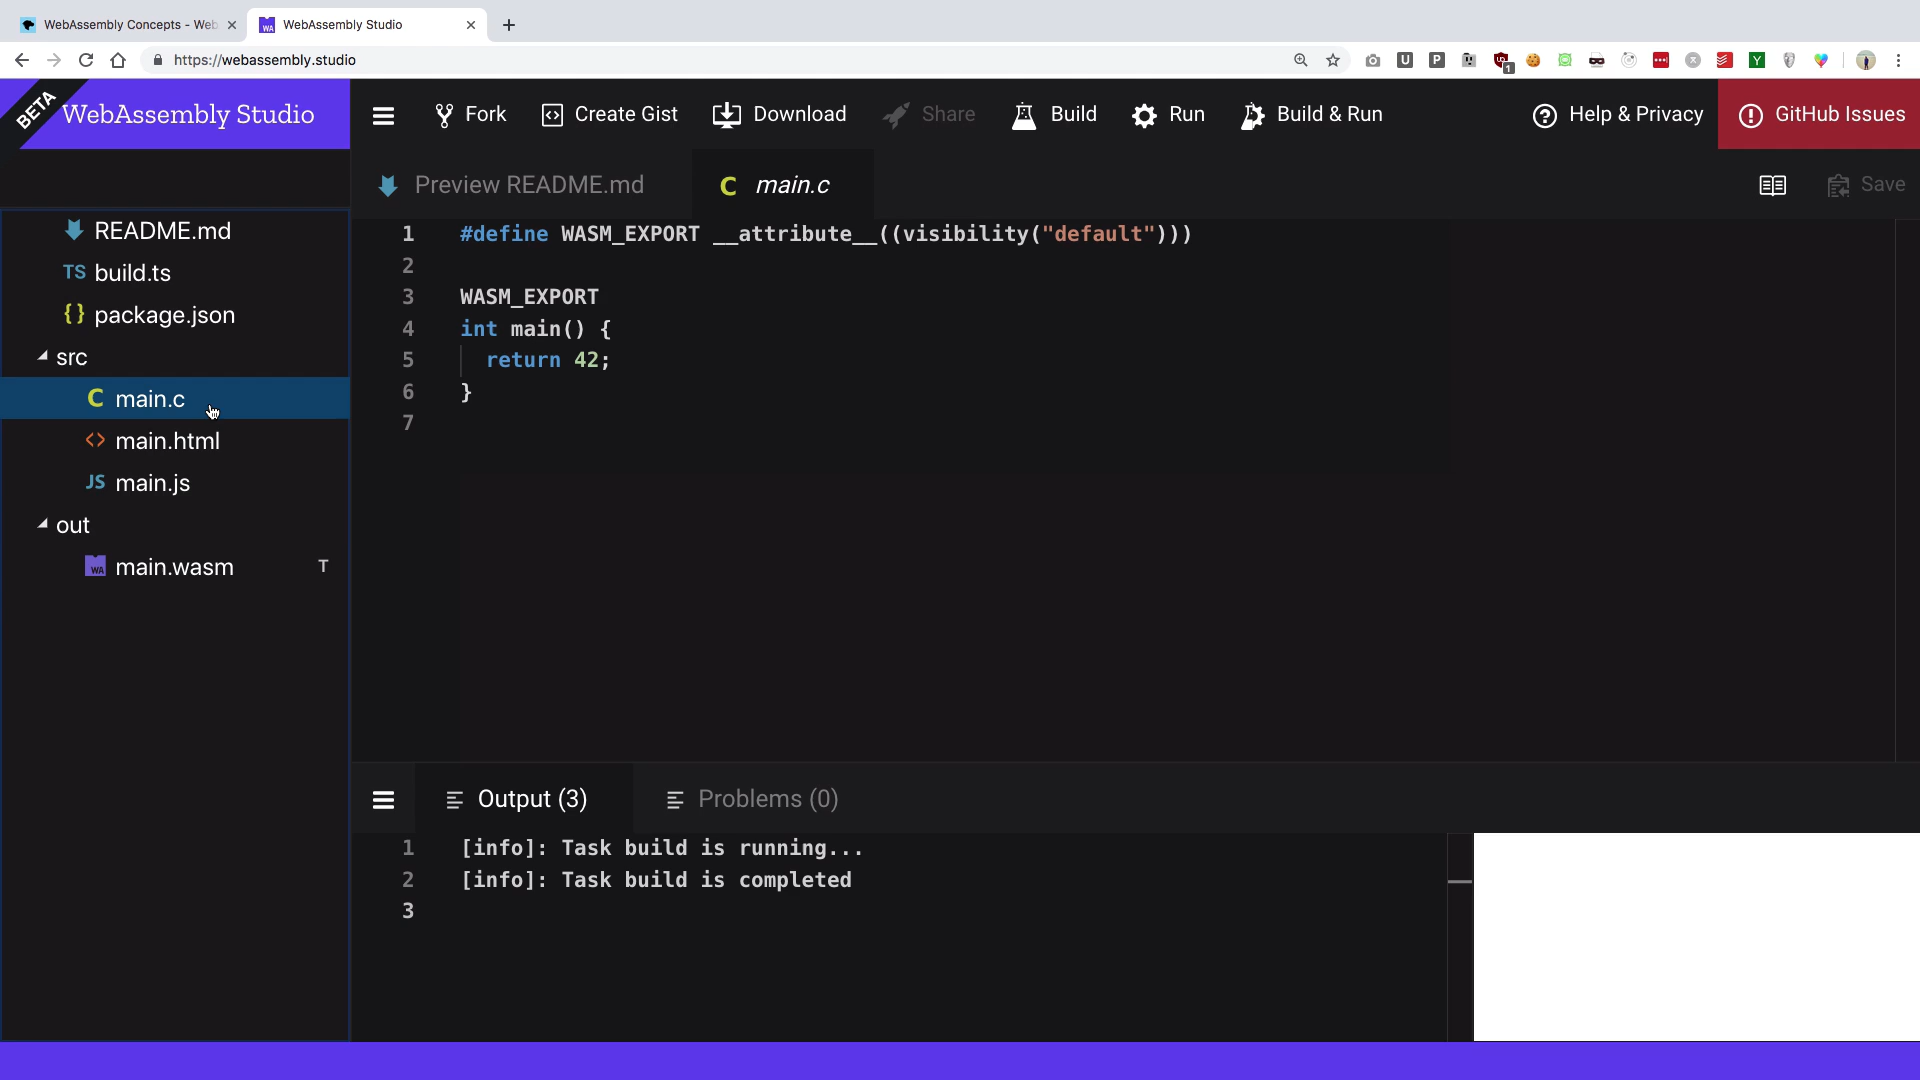 WebAssembly Concepts - Web
WebAssembly Studio
https://webassembly.studio
BETA
WebAssembly Studio
Fork
Create Gist
Download
Share
Build
Run
Build & Run
Help & Privacy
GitHub Issues
Preview README.md
C main.c
Save
README.md
TS build.ts
{} package.json
src
C main.c
<> main.html
JS main.js
out
WA main.wasm T
1 #define WASM_EXPORT __attribute__((visibility("default")))
2
3 WASM_EXPORT
4 int main() {
5 return 42;
6 }
7
Output (3)
Problems (0)
1 [info]: Task build is running...
2 [info]: Task build is completed
3